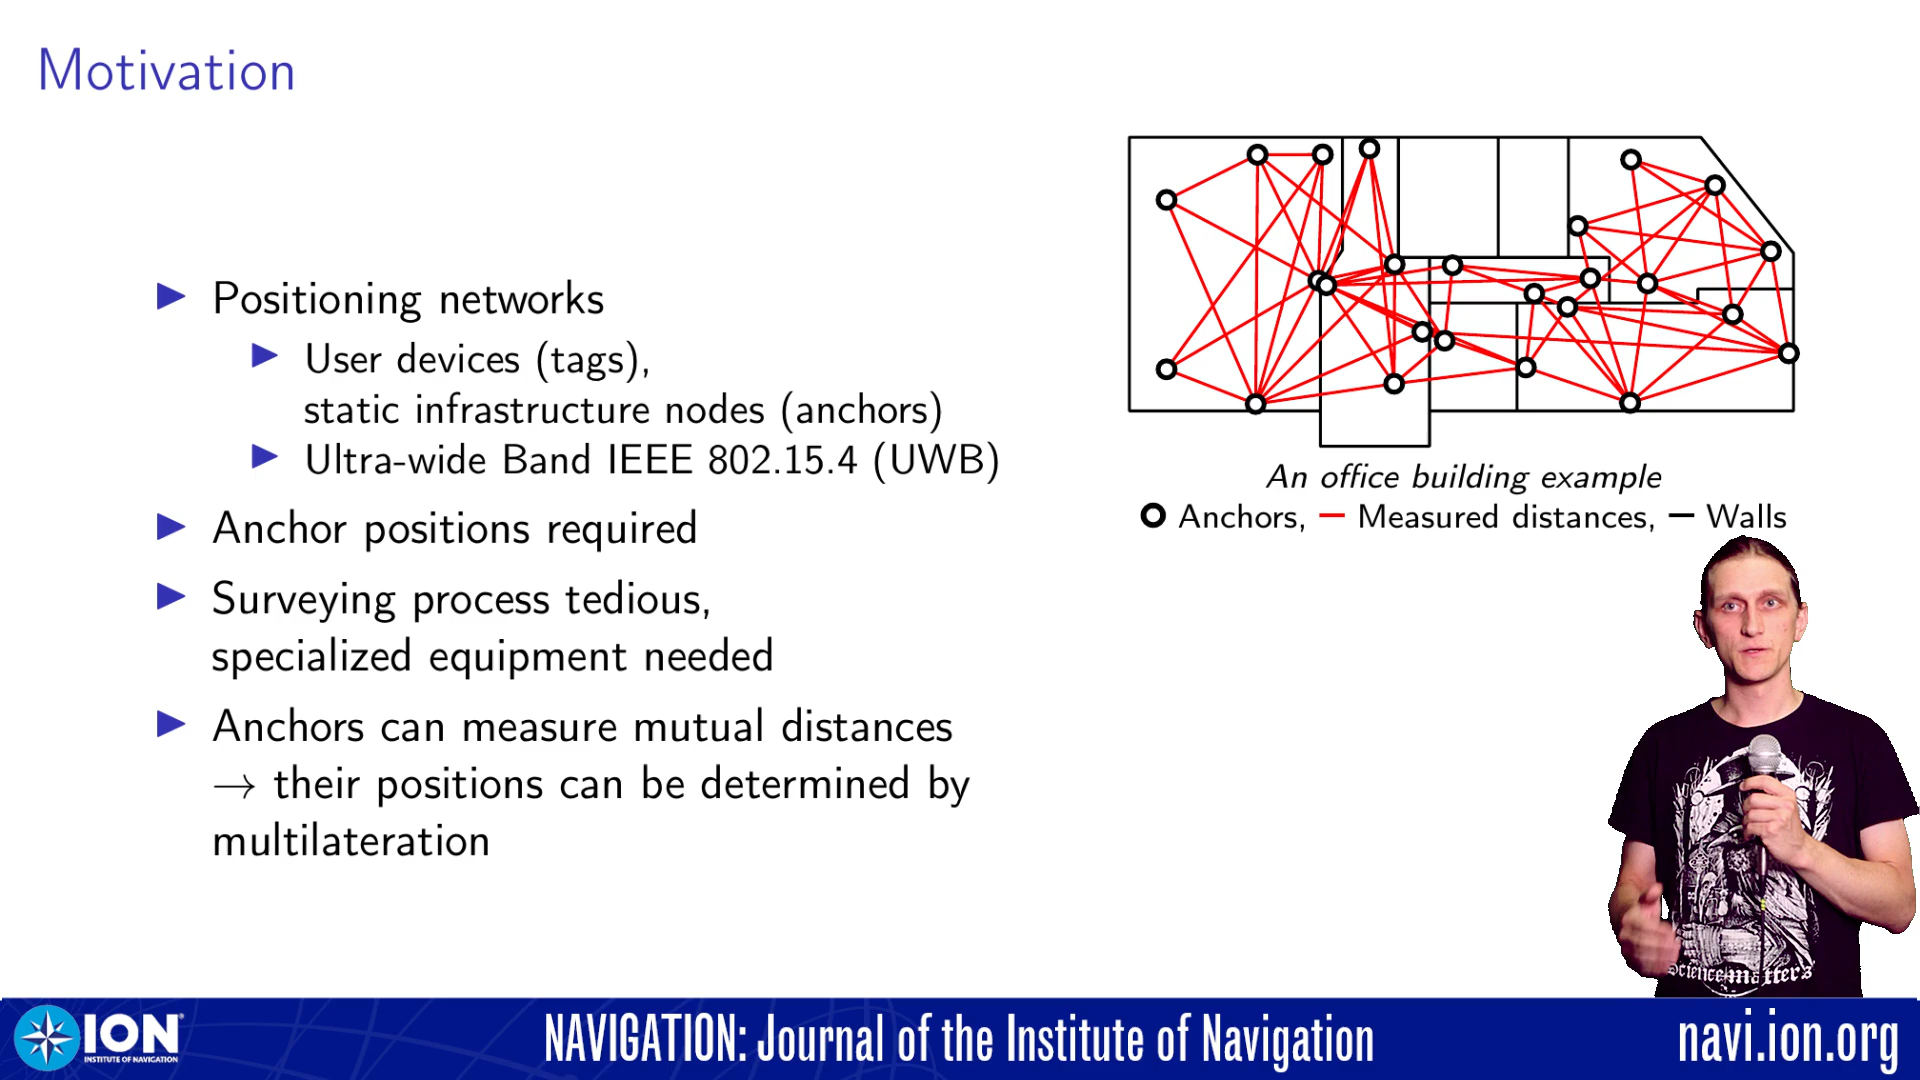 Motivation
Positioning networks
User devices (tags),
static infrastructure nodes (anchors)
Ultra-wide Band IEEE 802.15.4 (UWB)
Anchor positions required
Surveying process tedious,
specialized equipment needed
Anchors can measure mutual distances
→ their positions can be determined by
multilateration
An office building example
Anchors, Measured distances, Walls
Science matters
ION®
INSTITUTE OF NAVIGATION
NAVIGATION: Journal of the Institute of Navigation
navi.ion.org